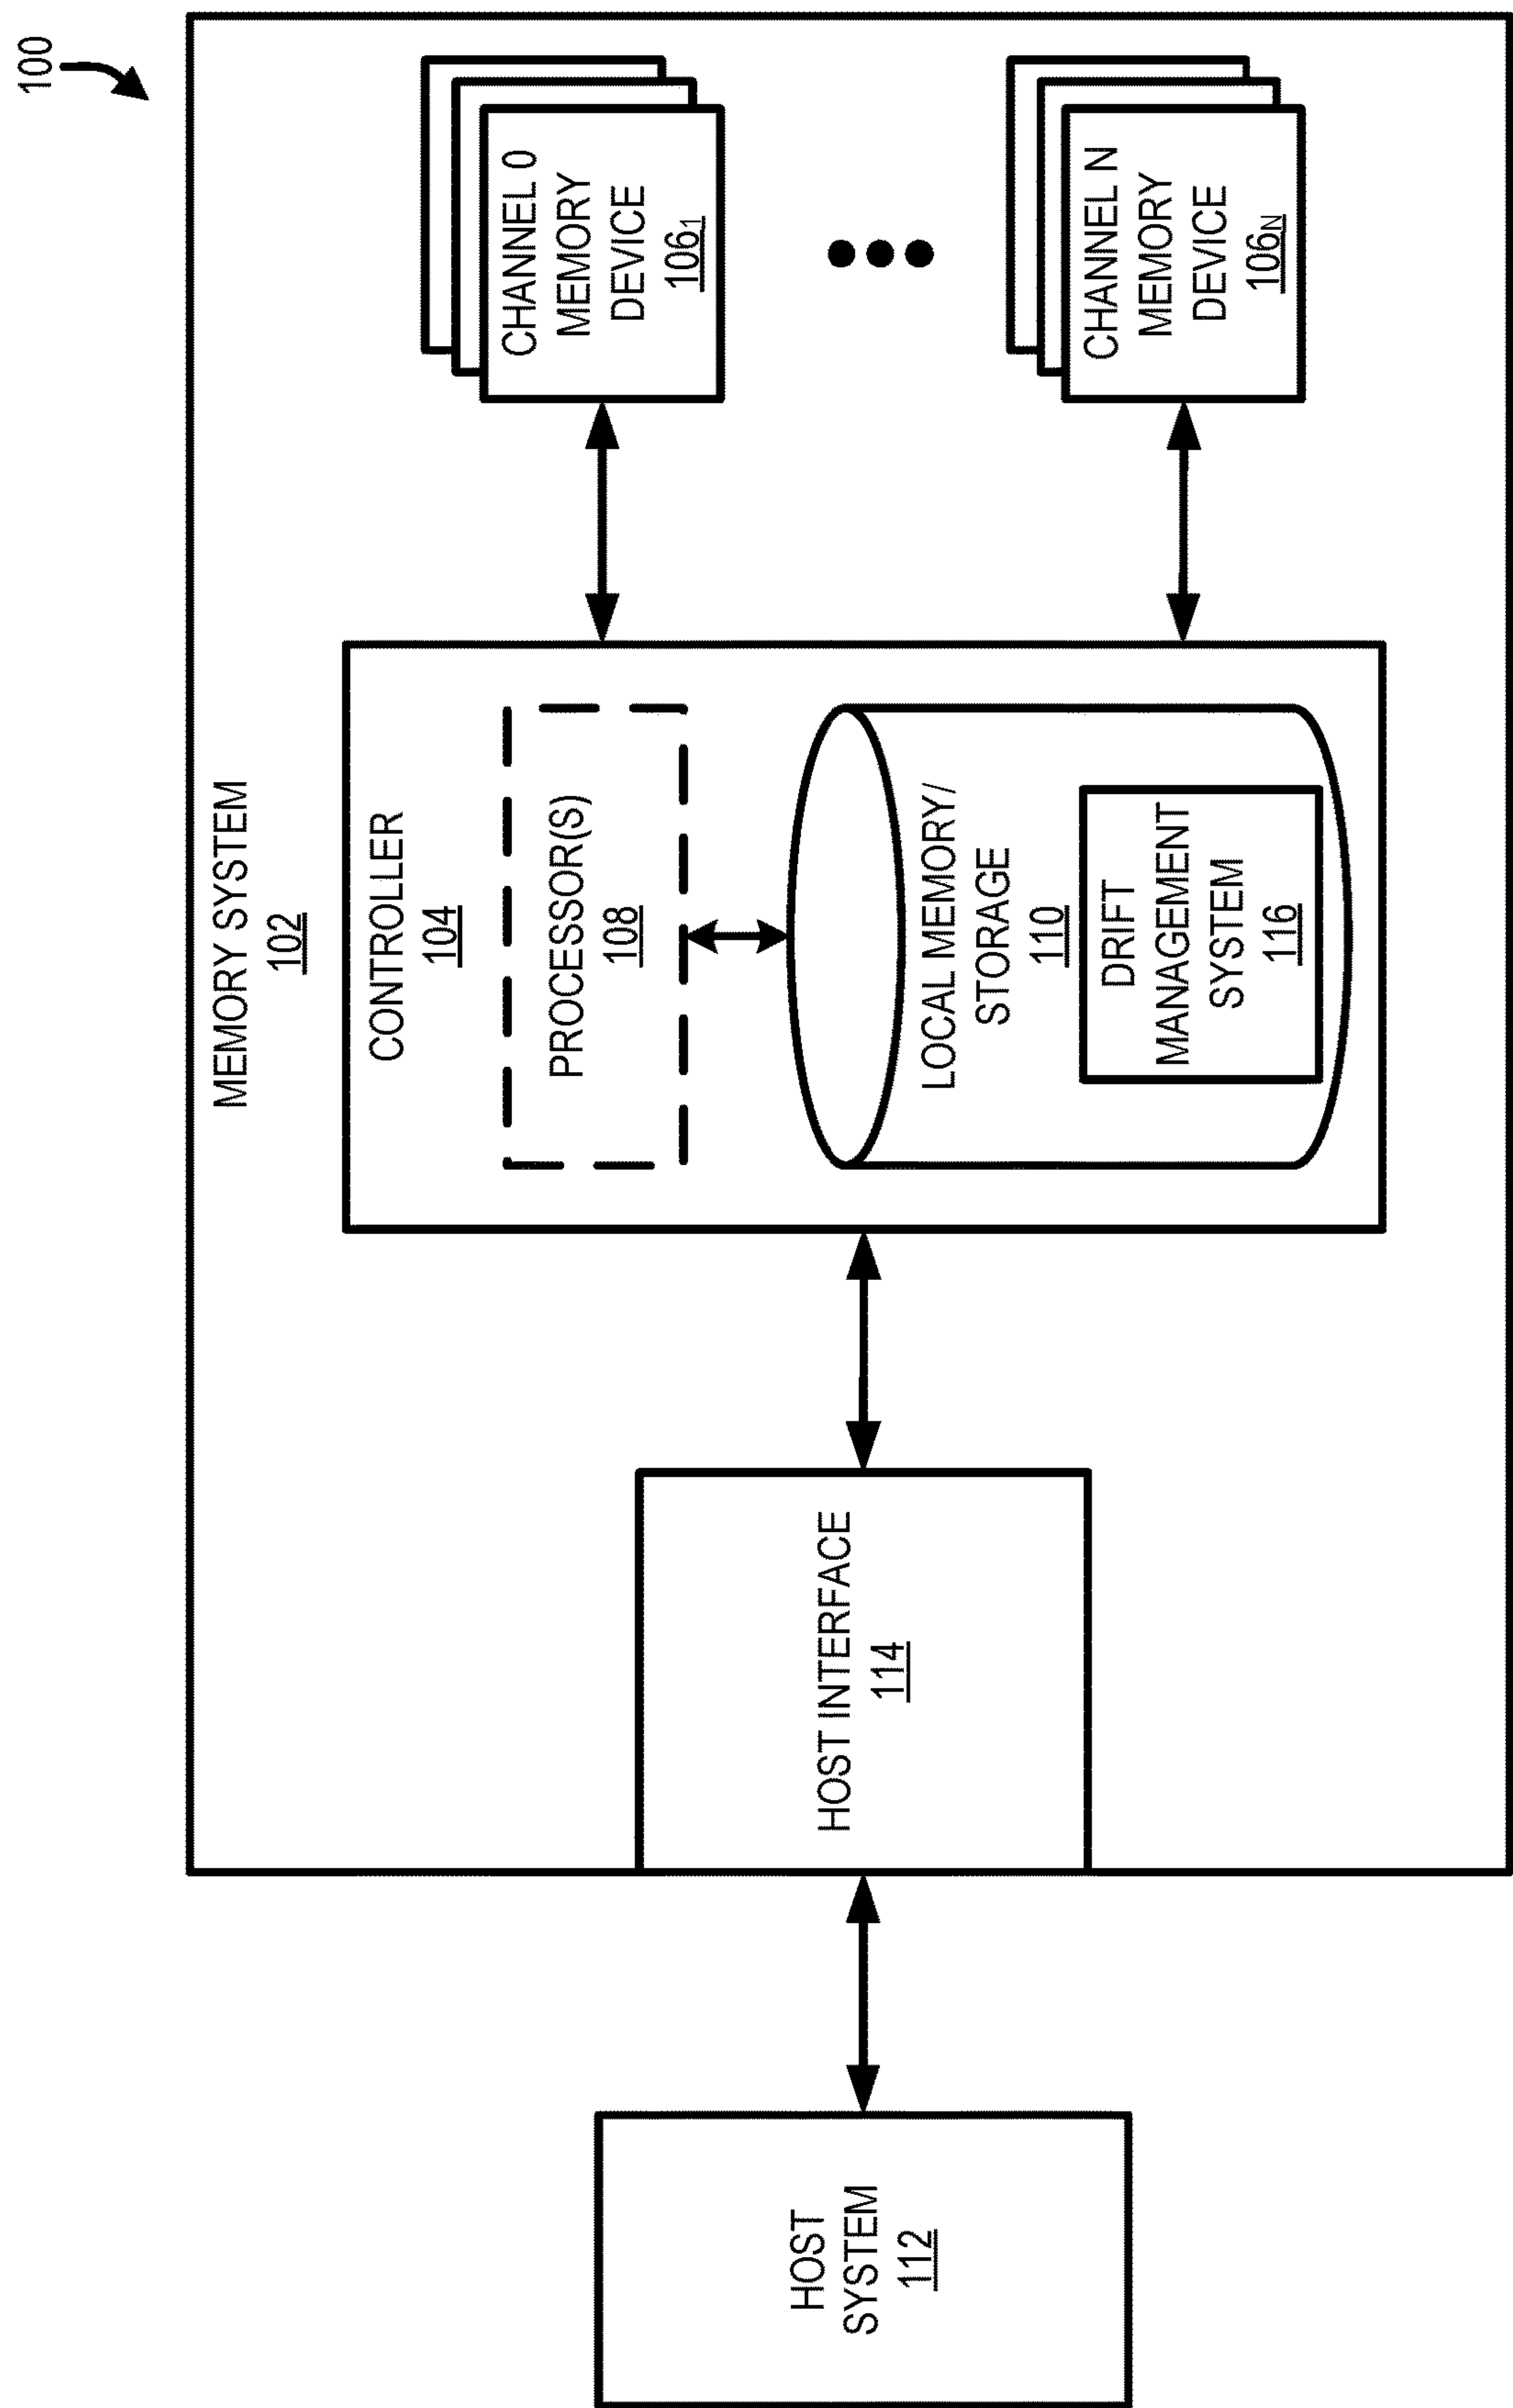 100
MEMORY SYSTEM
102
CONTROLLER
104
PROCESSOR(S)
108
LOCAL MEMORY/
STORAGE
110
DRIFT
MANAGEMENT
SYSTEM
116
CHANNEL 0
MEMORY
DEVICE
106₁
CHANNEL N
MEMORY
DEVICE
106N
HOST INTERFACE
114
HOST
SYSTEM
112